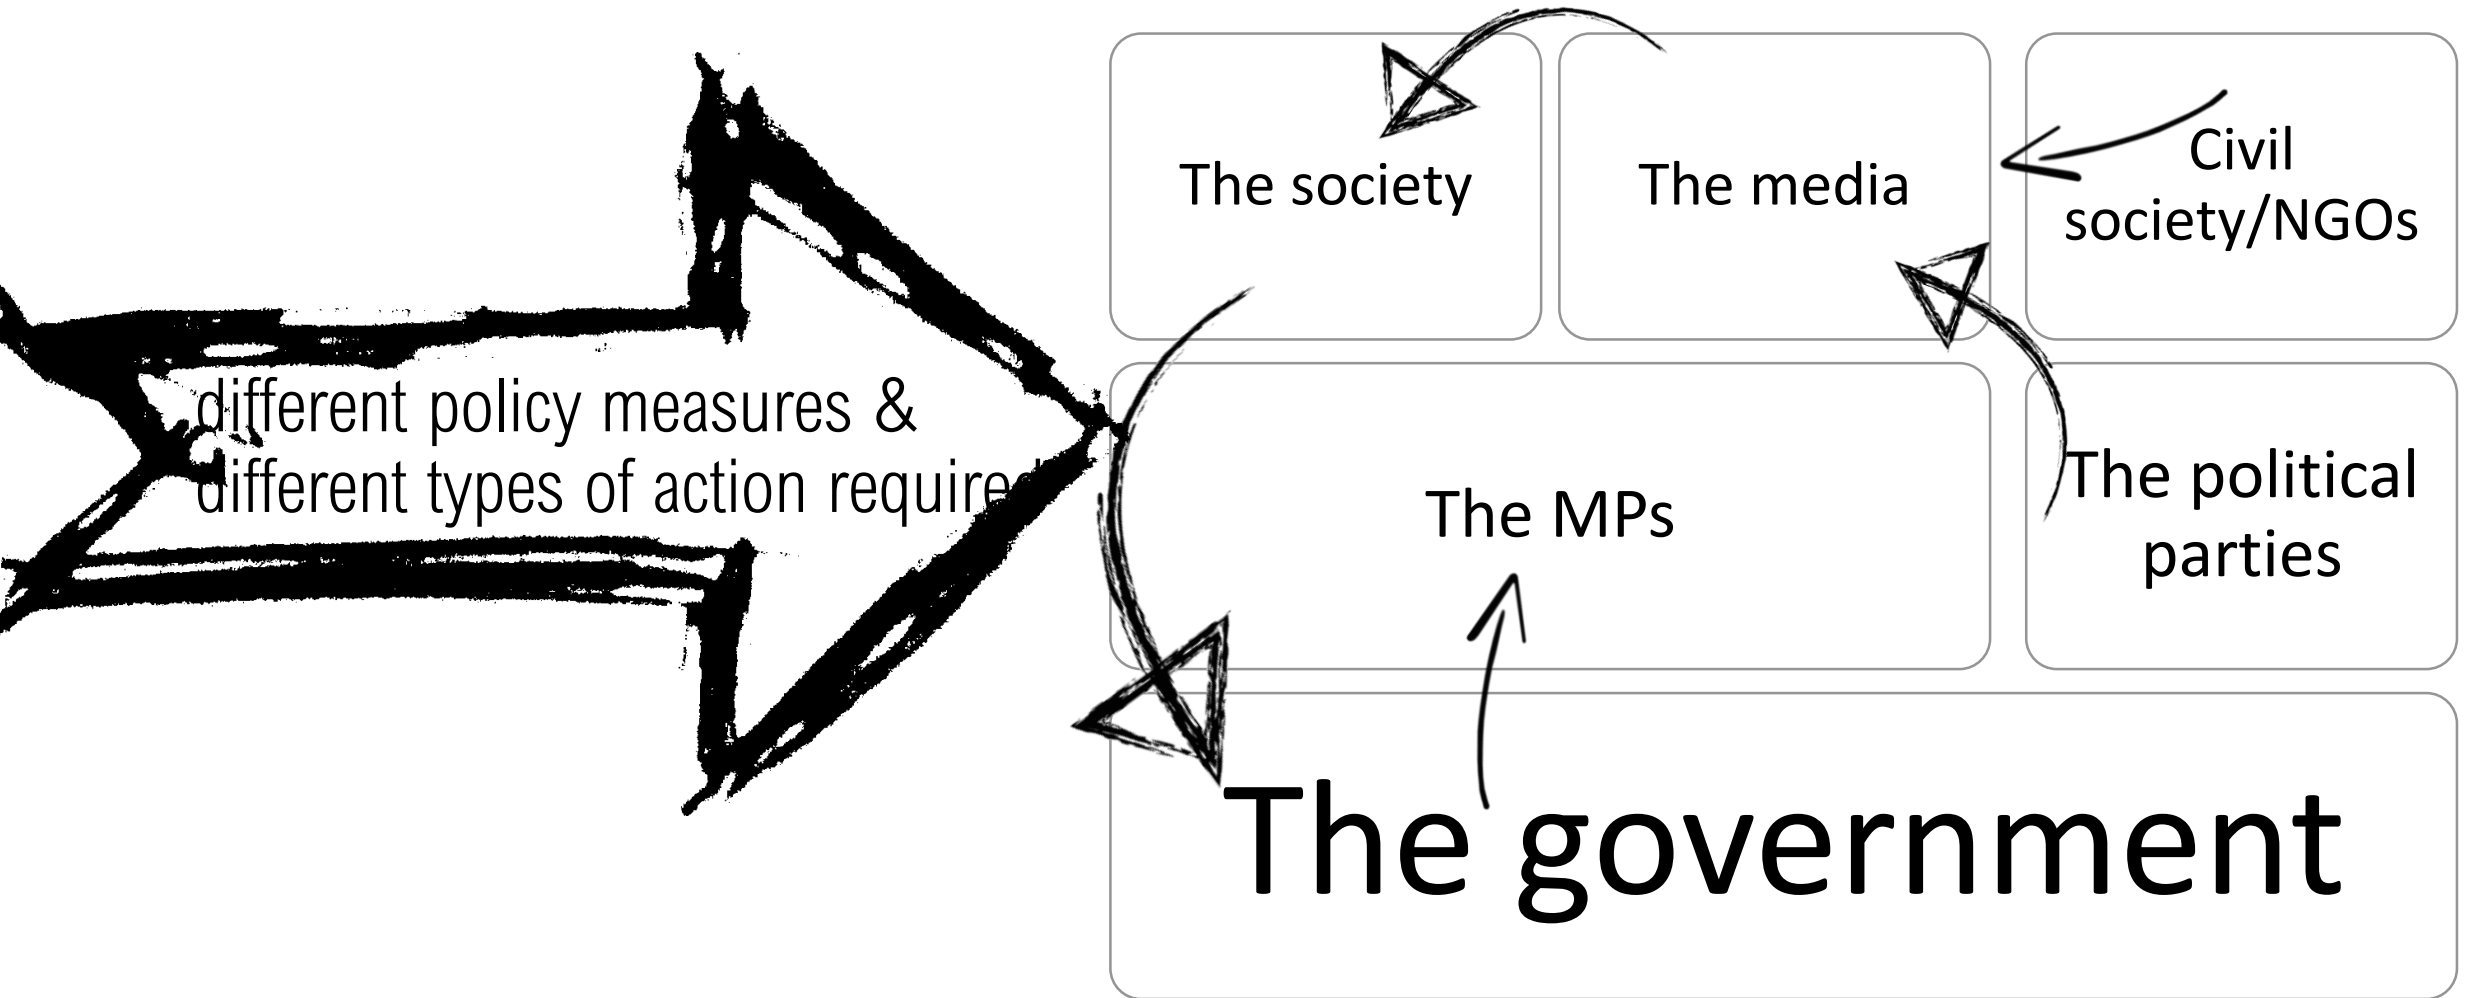 different policy measures &
different types of action required
The society
The media
Civil
society/NGOs
The MPs
The political
parties
The government